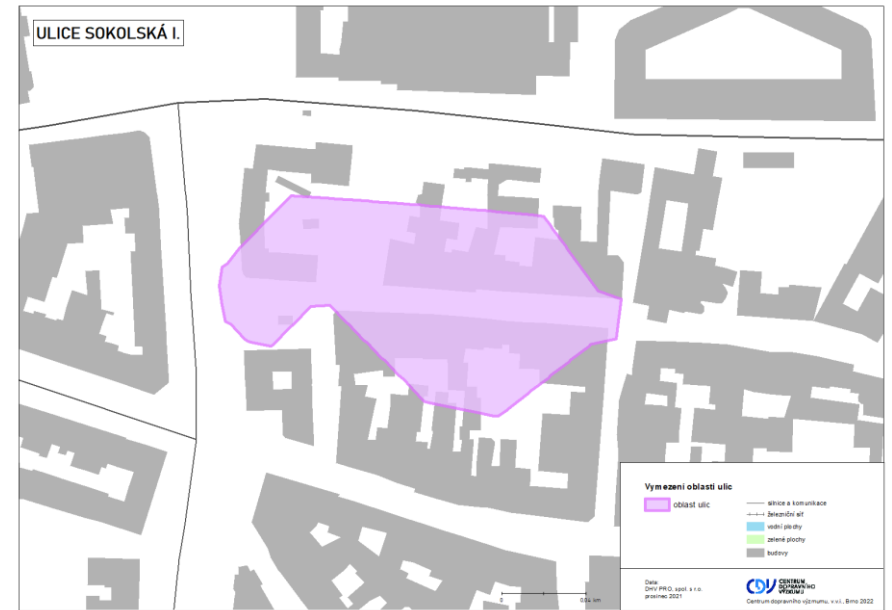 ULICE SOKOLSKÁ I.
Vymezení oblasti ulic
oblast ulic
silnice a komunikace
železniční síť
vodní plochy
zelené plochy
budovy
0
0,04 km
Data:
DHV PRO, spol. s r.o.
prosinec 2021
CDV
CENTRUM
DOPRAVNÍHO
VÝZKUMU
Centrum dopravního výzkumu, v.v.i., Brno 2022